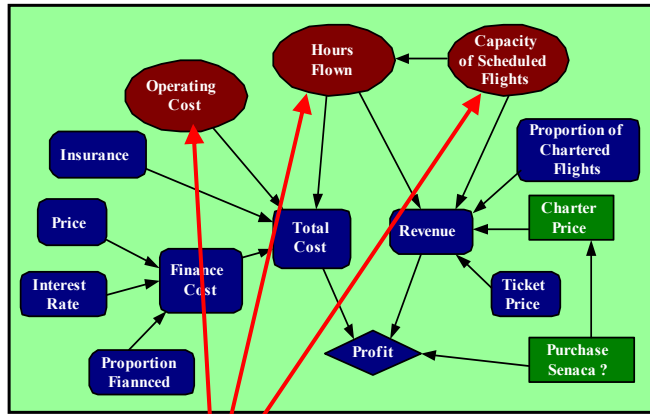 Hours
Flown
Capacity
of Scheduled
Flights
Operating
Cost
Proportion of
Chartered
Flights
Insurance
Price
Total
Cost
Revenue
Charter
Price
Interest
Rate
Finance
Cost
Ticket
Price
Proportion
Fiannced
Profit
Purchase
Senaca ?